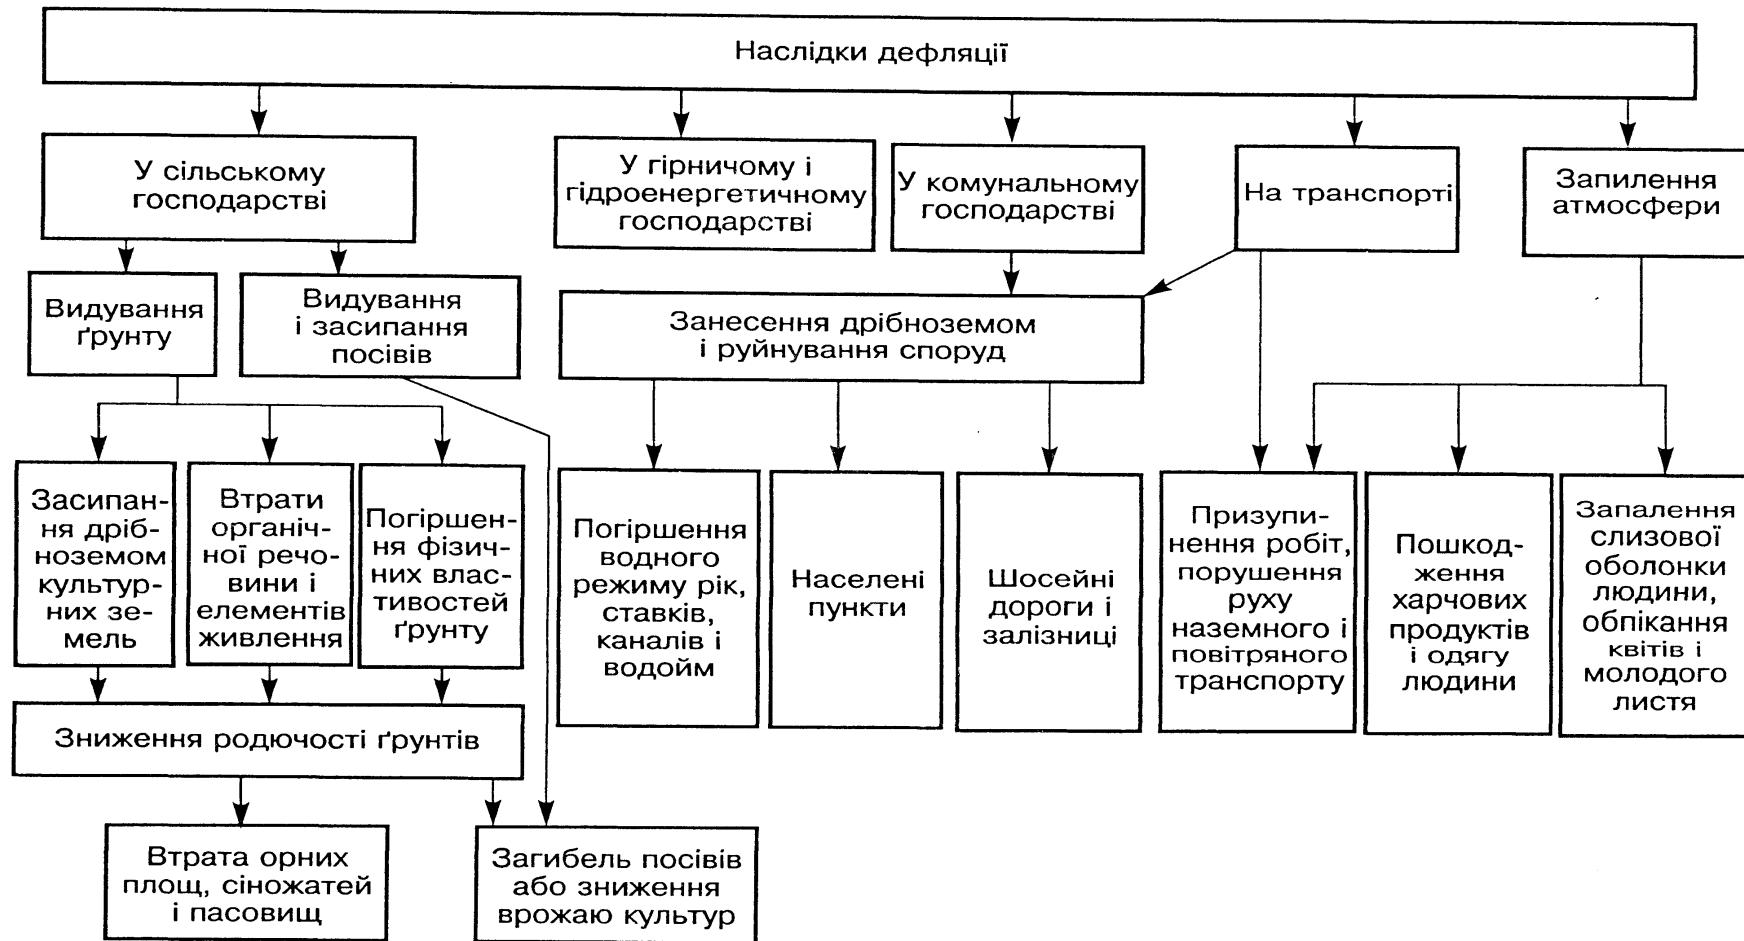 Наслідки дефляції
У сільському
господарстві
У гірничому і
гідроенергетичному
господарстві
У комунальному
господарстві
На транспорті
Запилення
атмосфери
Видування
ґрунту
Видування
і засипання
посівів
Занесення дрібноземом
і руйнування споруд
Засипан-
ня дріб-
ноземом
культур-
них зе-
мель
Втрати
органіч-
ної речо-
вини і
елементів
живлення
Погіршен-
ня фізич-
них влас-
тивостей
ґрунту
Погіршення
водного
режиму рік,
ставків,
каналів і
водойм
Населені
пункти
Шосейні
дороги і
залізниці
Призупи-
нення робіт,
порушення
руху
наземного і
повітряного
транспорту
Пошкод-
ження
харчових
продуктів
і одягу
людини
Запалення
слизової
оболонки
людини,
обпікання
квітів і
молодого
листя
Зниження родючості ґрунтів
Втрата орних
площ, сіножатей
і пасовищ
Загибель посівів
або зниження
врожаю культур